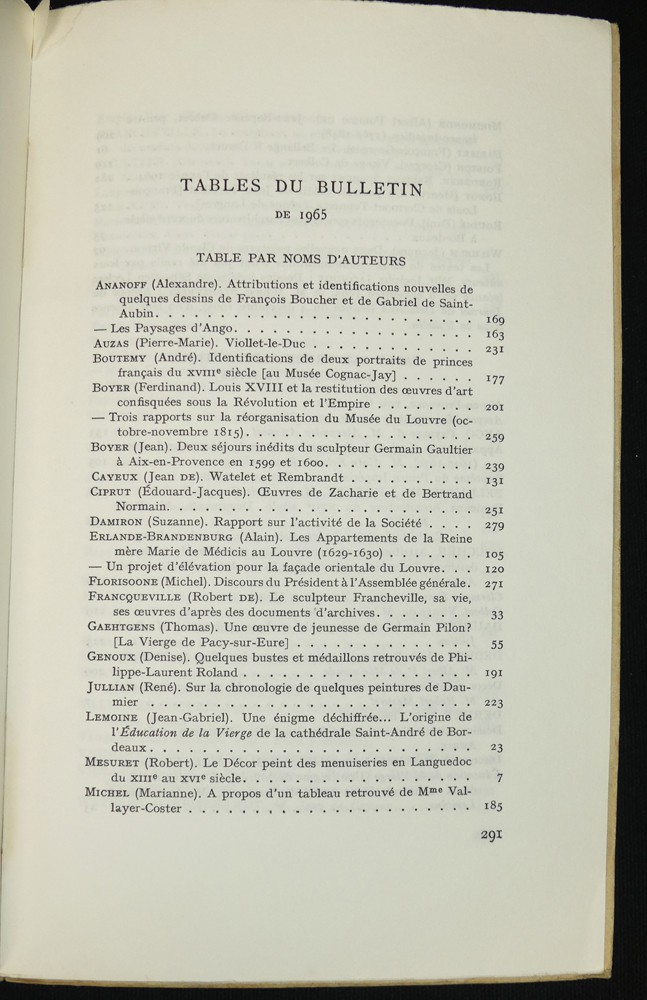 TABLES DU BULLETIN
DE 1965
TABLE PAR NOMS D'AUTEURS
ANANOFF (Alexandre). Attributions et identifications nouvelles de
quelques dessins de François Boucher et de Gabriel de Saint-
Aubin. . . . . . . . . . . . . . . . . . . . . . . . . 169
— Les Paysages d'Ango. . . . . . . . . . . . . . . . . . . 163
AUZAS (Pierre-Marie). Viollet-le-Duc . . . . . . . . . . . . . 231
BOUTEMY (André). Identifications de deux portraits de princes
français du XVIIIe siècle [au Musée Cognac-Jay] . . . . . . 177
BOYER (Ferdinand). Louis XVIII et la restitution des œuvres d'art
confisquées sous la Révolution et l'Empire . . . . . . . . 201
— Trois rapports sur la réorganisation du Musée du Louvre (oc-
tobre-novembre 1815). . . . . . . . . . . . . . . . . . 259
BOYER (Jean). Deux séjours inédits du sculpteur Germain Gaultier
à Aix-en-Provence en 1599 et 1600. . . . . . . . . . . . 239
CAYEUX (Jean DE). Watelet et Rembrandt . . . . . . . . . . 131
CIPRUT (Édouard-Jacques). Œuvres de Zacharie et de Bertrand
Normain. . . . . . . . . . . . . . . . . . . . . . . . 251
DAMIRON (Suzanne). Rapport sur l'activité de la Société . . . . 279
ERLANDE-BRANDENBURG (Alain). Les Appartements de la Reine
mère Marie de Médicis au Louvre (1629-1630) . . . . . . . 105
— Un projet d'élévation pour la façade orientale du Louvre. . . 120
FLORISOONE (Michel). Discours du Président à l'Assemblée générale. 271
FRANCQUEVILLE (Robert DE). Le sculpteur Francheville, sa vie,
ses œuvres d'après des documents d'archives. . . . . . . . 33
GAEHTGENS (Thomas). Une œuvre de jeunesse de Germain Pilon?
[La Vierge de Pacy-sur-Eure] . . . . . . . . . . . . . . 55
GENOUX (Denise). Quelques bustes et médaillons retrouvés de Phi-
lippe-Laurent Roland . . . . . . . . . . . . . . . . . . 191
JULLIAN (René). Sur la chronologie de quelques peintures de Dau-
mier . . . . . . . . . . . . . . . . . . . . . . . . . 223
LEMOINE (Jean-Gabriel). Une énigme déchiffrée... L'origine de
l'Éducation de la Vierge de la cathédrale Saint-André de Bor-
deaux. . . . . . . . . . . . . . . . . . . . . . . . . 23
MESURET (Robert). Le Décor peint des menuiseries en Languedoc
du XIIIe au XVIe siècle. . . . . . . . . . . . . . . . . . 7
MICHEL (Marianne). A propos d'un tableau retrouvé de Mme Val-
layer-Coster . . . . . . . . . . . . . . . . . . . . . . 185
291